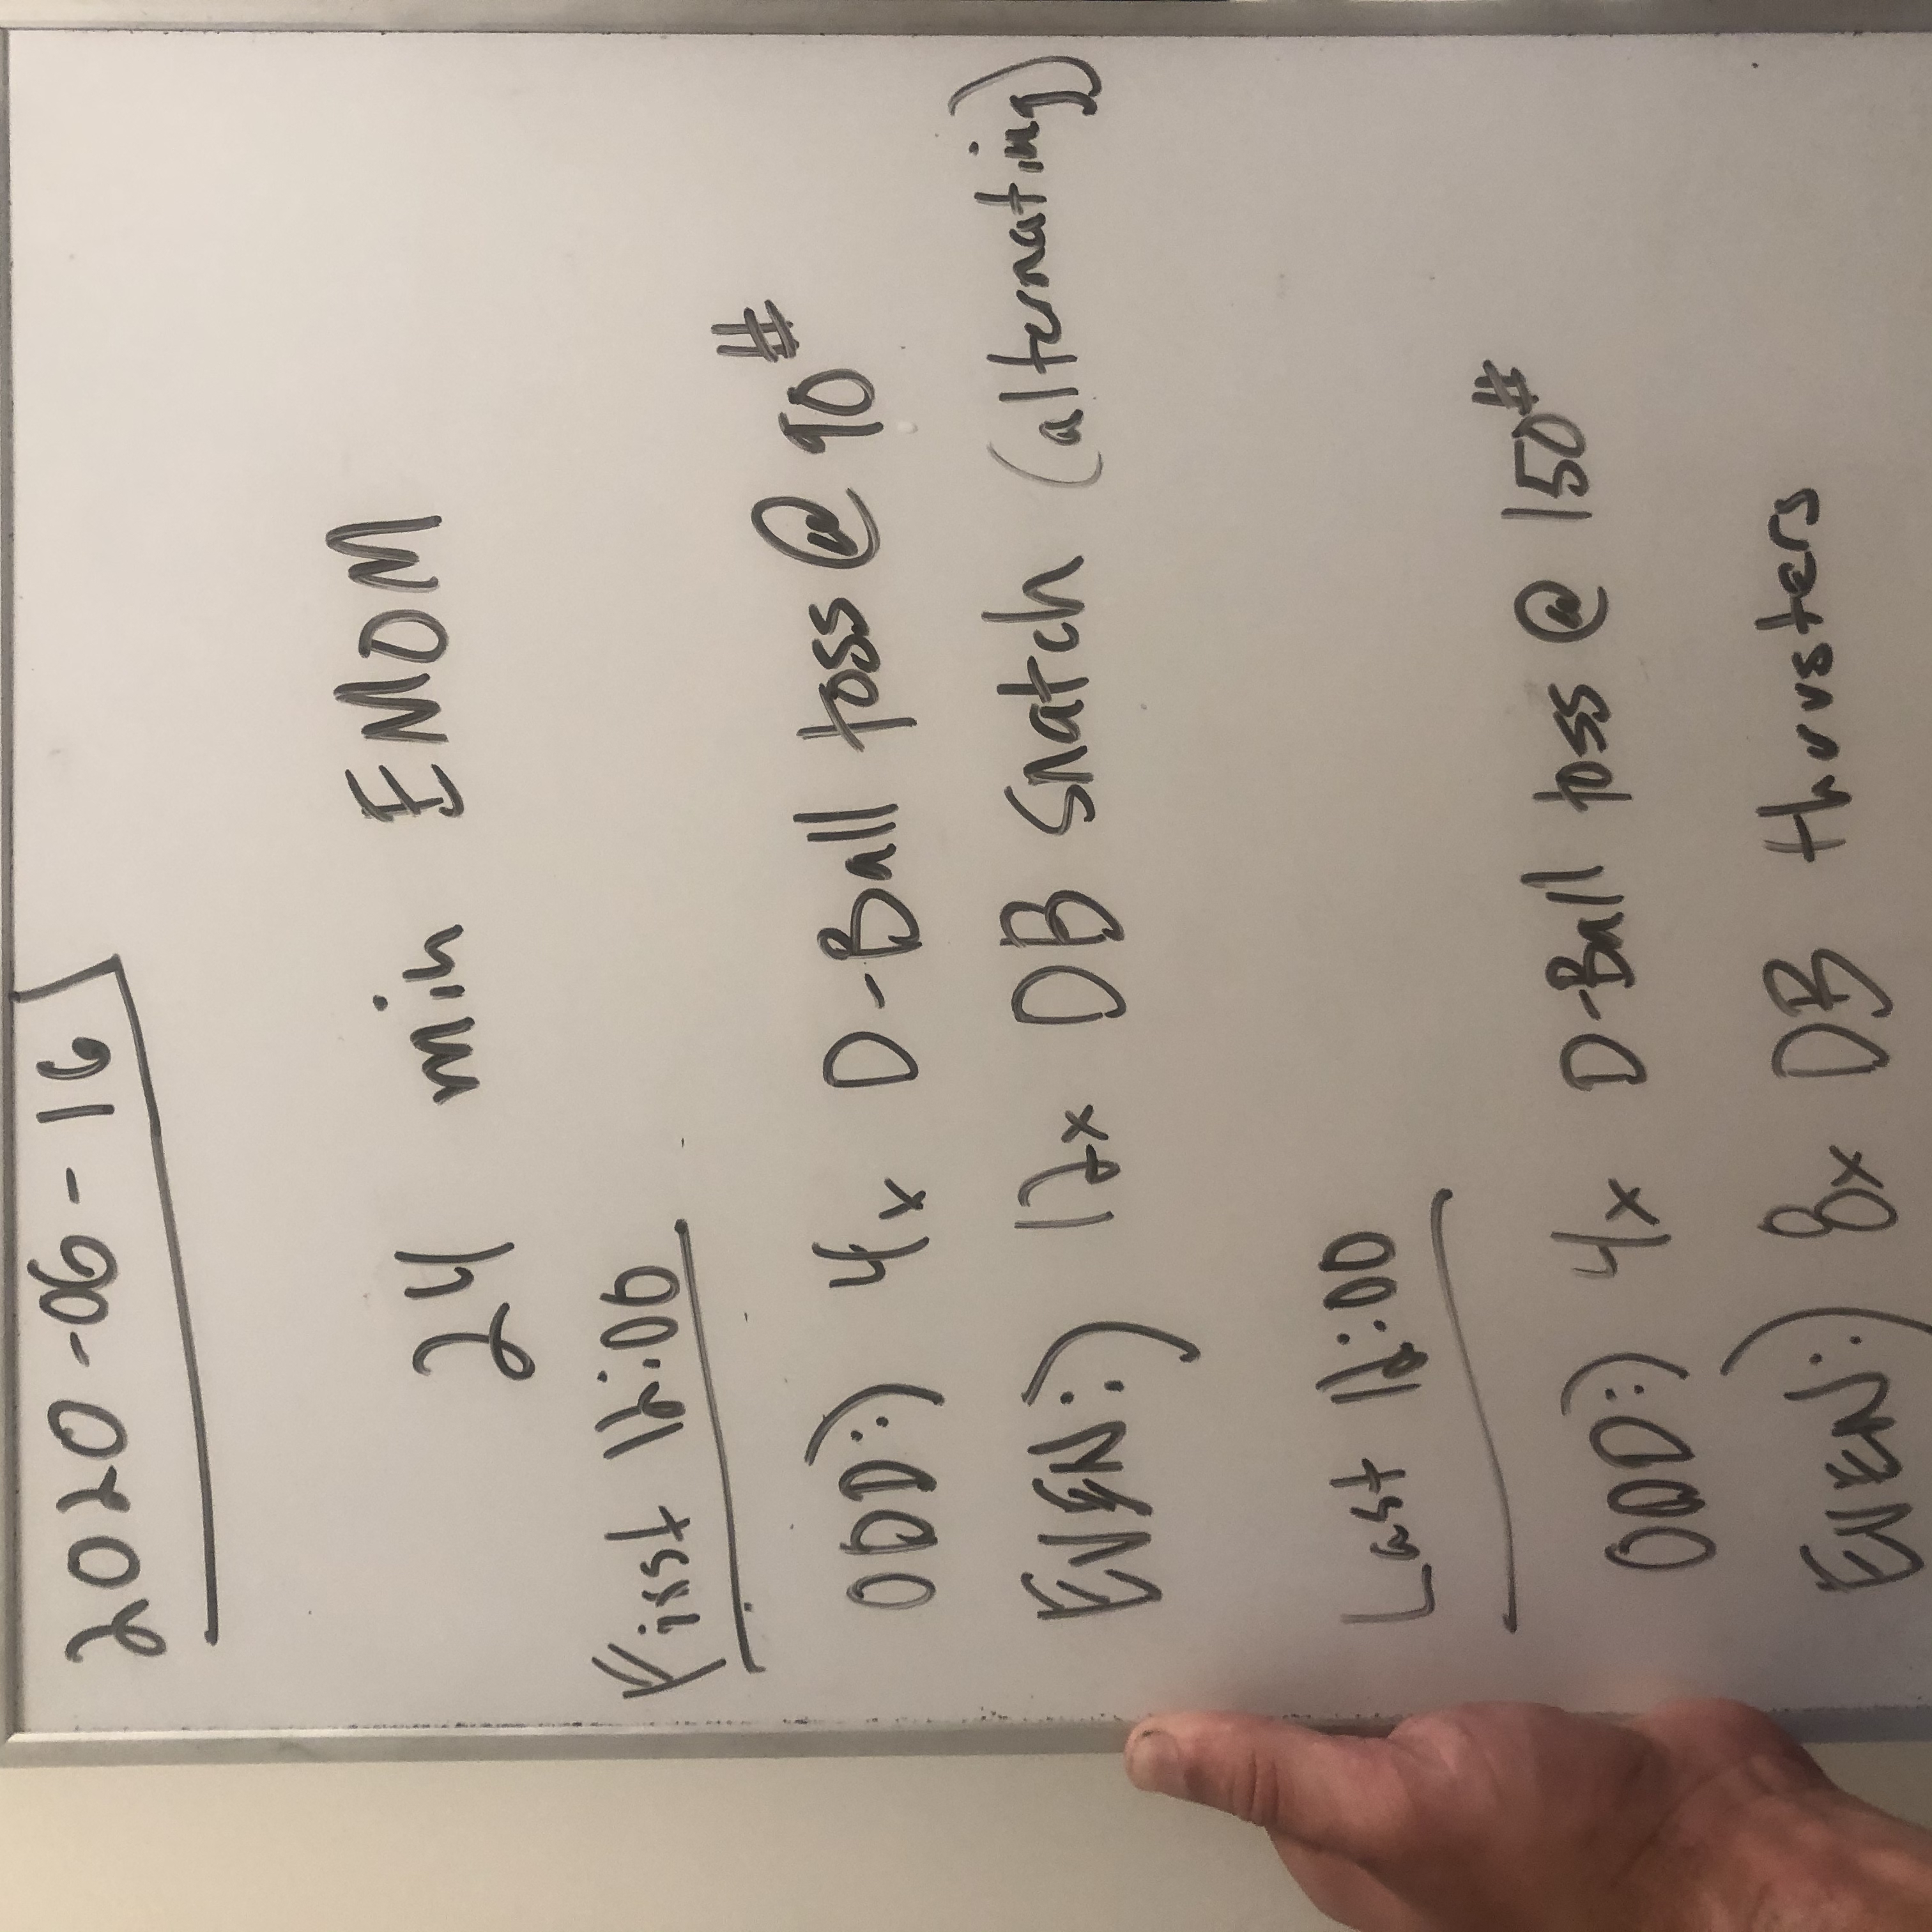 2020-06-16
24 min EMOM
First 12:00
ODD:) 4x D-Ball toss @ 90#
EVEN:) 12x DB snatch (alternating)
Last 12:00
ODD:) 4x D-Ball toss @ 150#
EVEN:) 8x DB thrusters